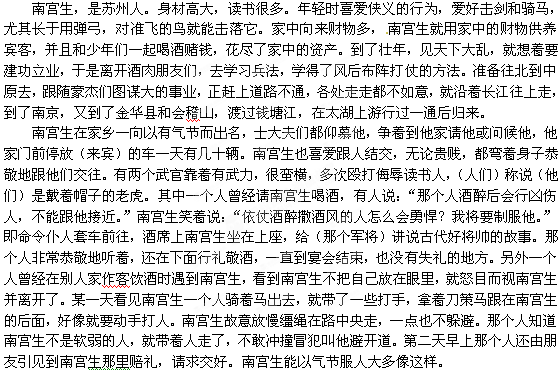 南宫生，是苏州人。身材高大，读书很多。年轻时喜爱侠义的行为，爱好击剑和骑马，
尤其长于用弹弓，对准飞的鸟就能击落它。家中向来财物多，南宫生就用家中的财物供养
宾客，并且和少年们一起喝酒赌钱，花尽了家中的资产。到了壮年，见天下大乱，就想着要
建功立业，于是离开酒肉朋友们，去学习兵法，学得了风后布阵打仗的方法。准备往北到中
原去，跟随豪杰们图谋大的事业，正赶上道路不通，各处走走都不如意，就沿着长江往上走，
到了南京，又到了金华县和会稽山，渡过钱塘江，在太湖上游行过一通后归来。
南宫生在家乡一向以有气节而出名，士大夫们都仰慕他，争着到他家请他或问候他，他
家门前停放（来宾）的车一天有几十辆。南宫生也喜爱跟人结交，无论贵贱，都弯着身子恭
敬地跟他们交往。有两个武官靠着有武力，很蛮横，多次殴打侮辱读书人，（人们）称说（他
们）是戴着帽子的老虎。其中一个人曾经请南宫生喝酒，有人说：“那个人酒醉后会行凶伤
人，不能跟他接近。”南宫生笑着说：“依仗酒醉撒酒风的人怎么会勇悍？我将要制服他。”
即命令仆人套车前往，酒席上南宫生坐在上座，给（那个军将）讲说古代好将帅的故事。那
个人非常恭敬地听着，还在下面行礼敬酒，一直到宴会结束，也没有失礼的地方。另外一个
人曾经在别人家作客饮酒时遇到南宫生，看到南宫生不把自己放在眼里，就怒目而视南宫生
并离开了。某一天看见南宫生一个人骑着马出去，就带了一些打手，拿着刀策马跟在南宫生
的后面，好像就要动手打人。南宫生故意放慢缰绳在路中央走，一点也不躲避。那个人知道
南宫生不是软弱的人，就带着人走了，不敢冲撞冒犯叫他避开道。第二天早上那个人还由朋
友引见到南宫生那里赔礼，请求交好。南宫生能以气节服人大多像这样。